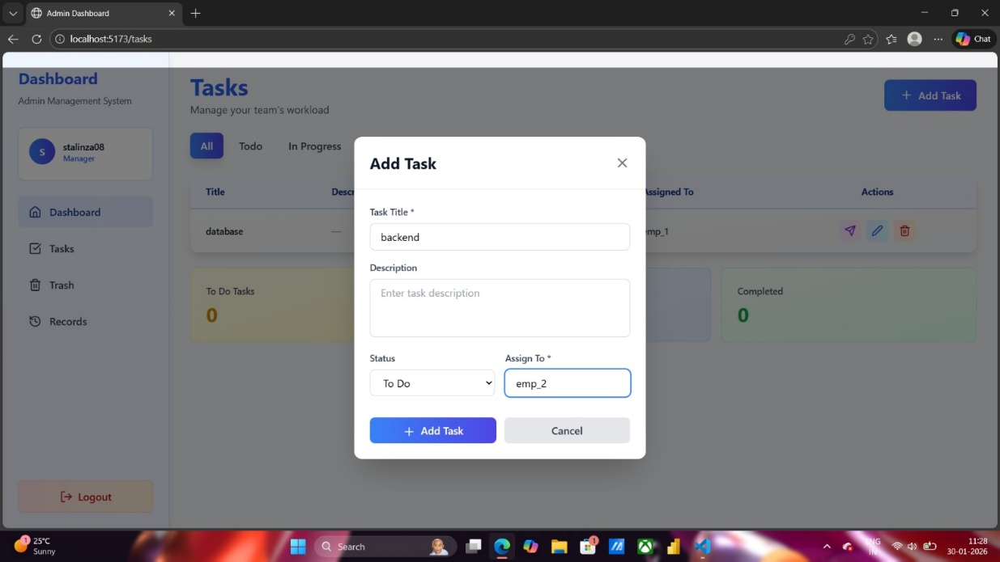 Admin Dashboard
localhost:5173/tasks
Chat
Dashboard
Admin Management System
S
stalinza08
Manager
Dashboard
Tasks
Trash
Records
Logout
Tasks
Manage your team's workload
+ Add Task
All
Todo
In Progress
Title
Descr
Assigned To
Actions
database
—
emp_1
To Do Tasks
0
Completed
0
Add Task
Task Title *
backend
Description
Enter task description
Status
Assign To *
To Do
emp_2
+ Add Task
Cancel
1
25°C
Sunny
Search
1
ENG
IN
11:28
30-01-2026